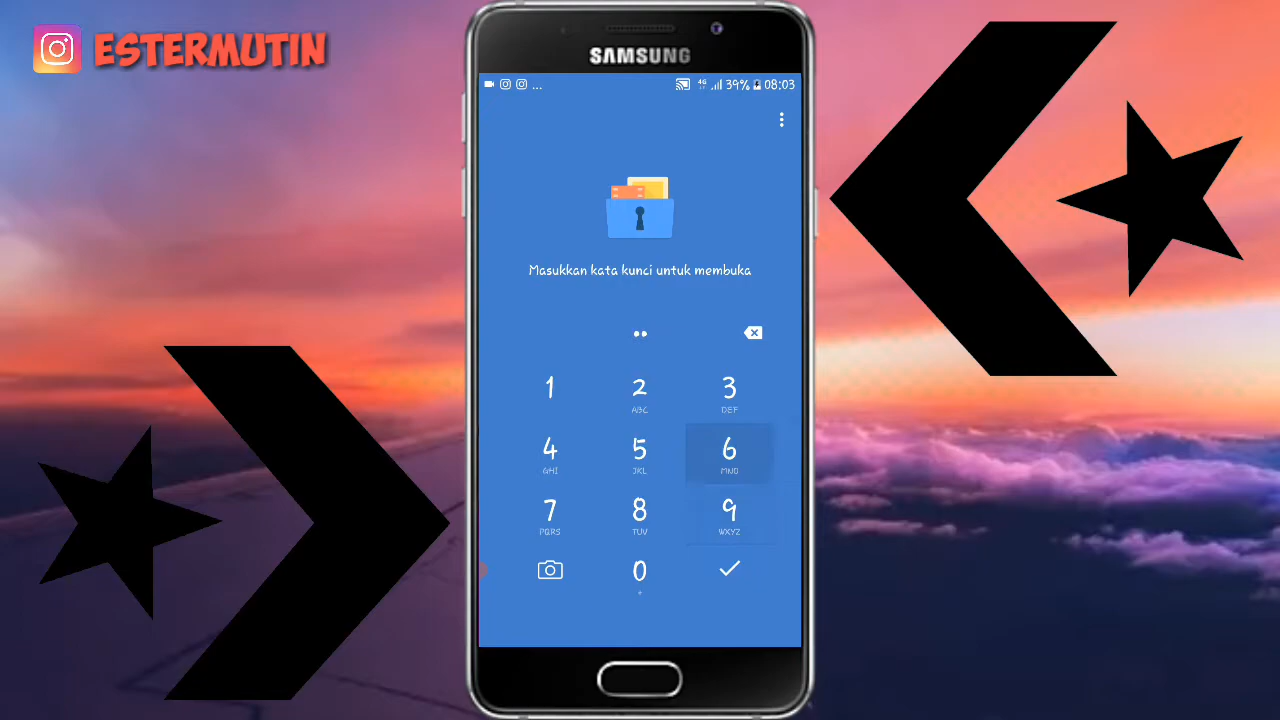 ESTERMUTIN
SAMSUNG
... 4G 39% 08:03
Masukkan kata kunci untuk membuka
1 2 3
ABC DEF
4 5 6
GHI JKL MNO
7 8 9
PQRS TUV WXYZ
0
+